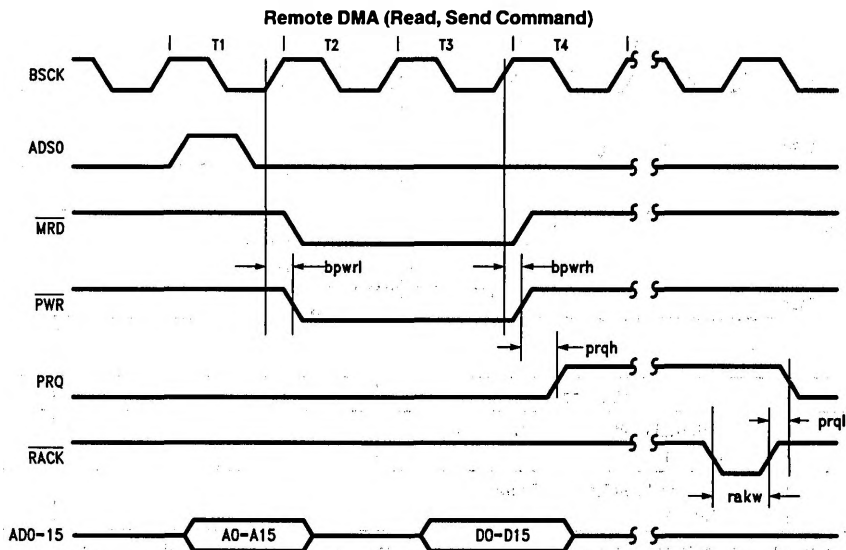 Remote DMA (Read, Send Command)
T1 T2 T3 T4
BSCK
ADS0
MRD
bpwrl bpwrh
PWR
prqh
PRQ
prql
RACK
rakw
AD0-15 A0-A15 D0-D15